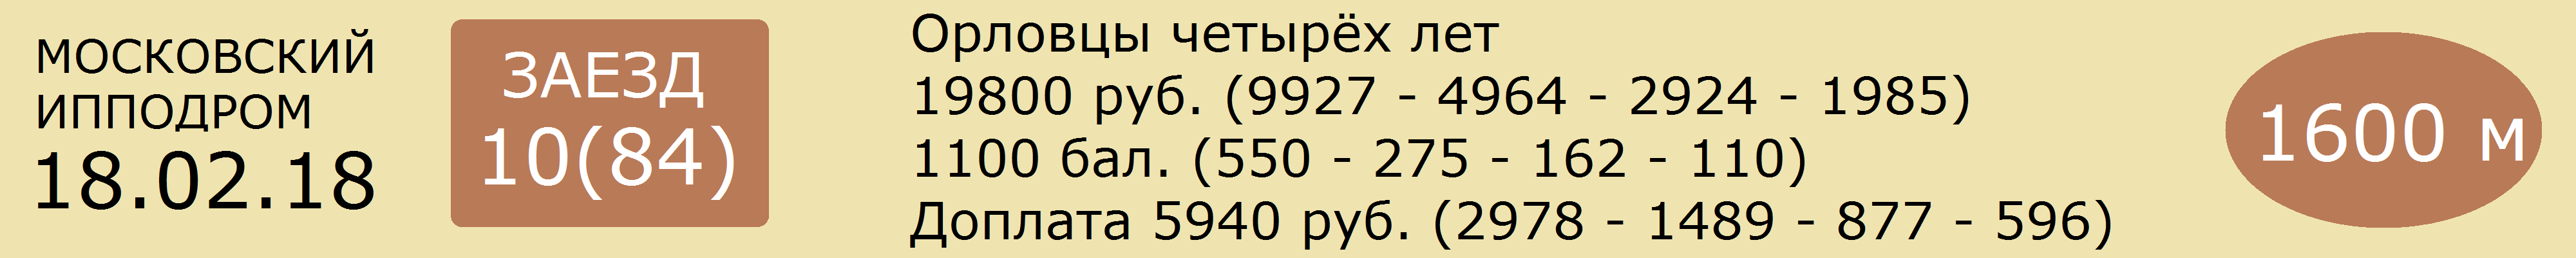 МОСКОВСКИЙ
ИППОДРОМ
18.02.18
ЗАЕЗД
10(84)
Орловцы четырёх лет
19800 руб. (9927 - 4964 - 2924 - 1985)
1100 бал. (550 - 275 - 162 - 110)
Доплата 5940 руб. (2978 - 1489 - 877 - 596)
1600 м